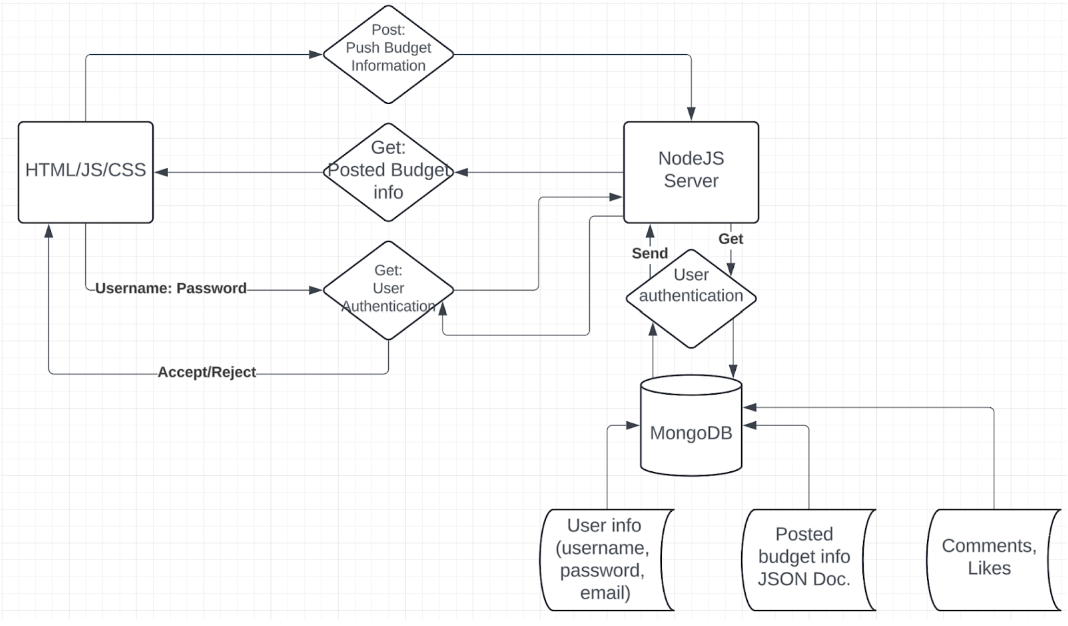 Post:
Push Budget
Information
HTML/JS/CSS
Get:
Posted Budget
info
NodeJS
Server
Send
Get
Username: Password
Get:
User
Authentication
User
authentication
Accept/Reject
MongoDB
User info
(username,
password,
email)
Posted
budget info
JSON Doc.
Comments,
Likes